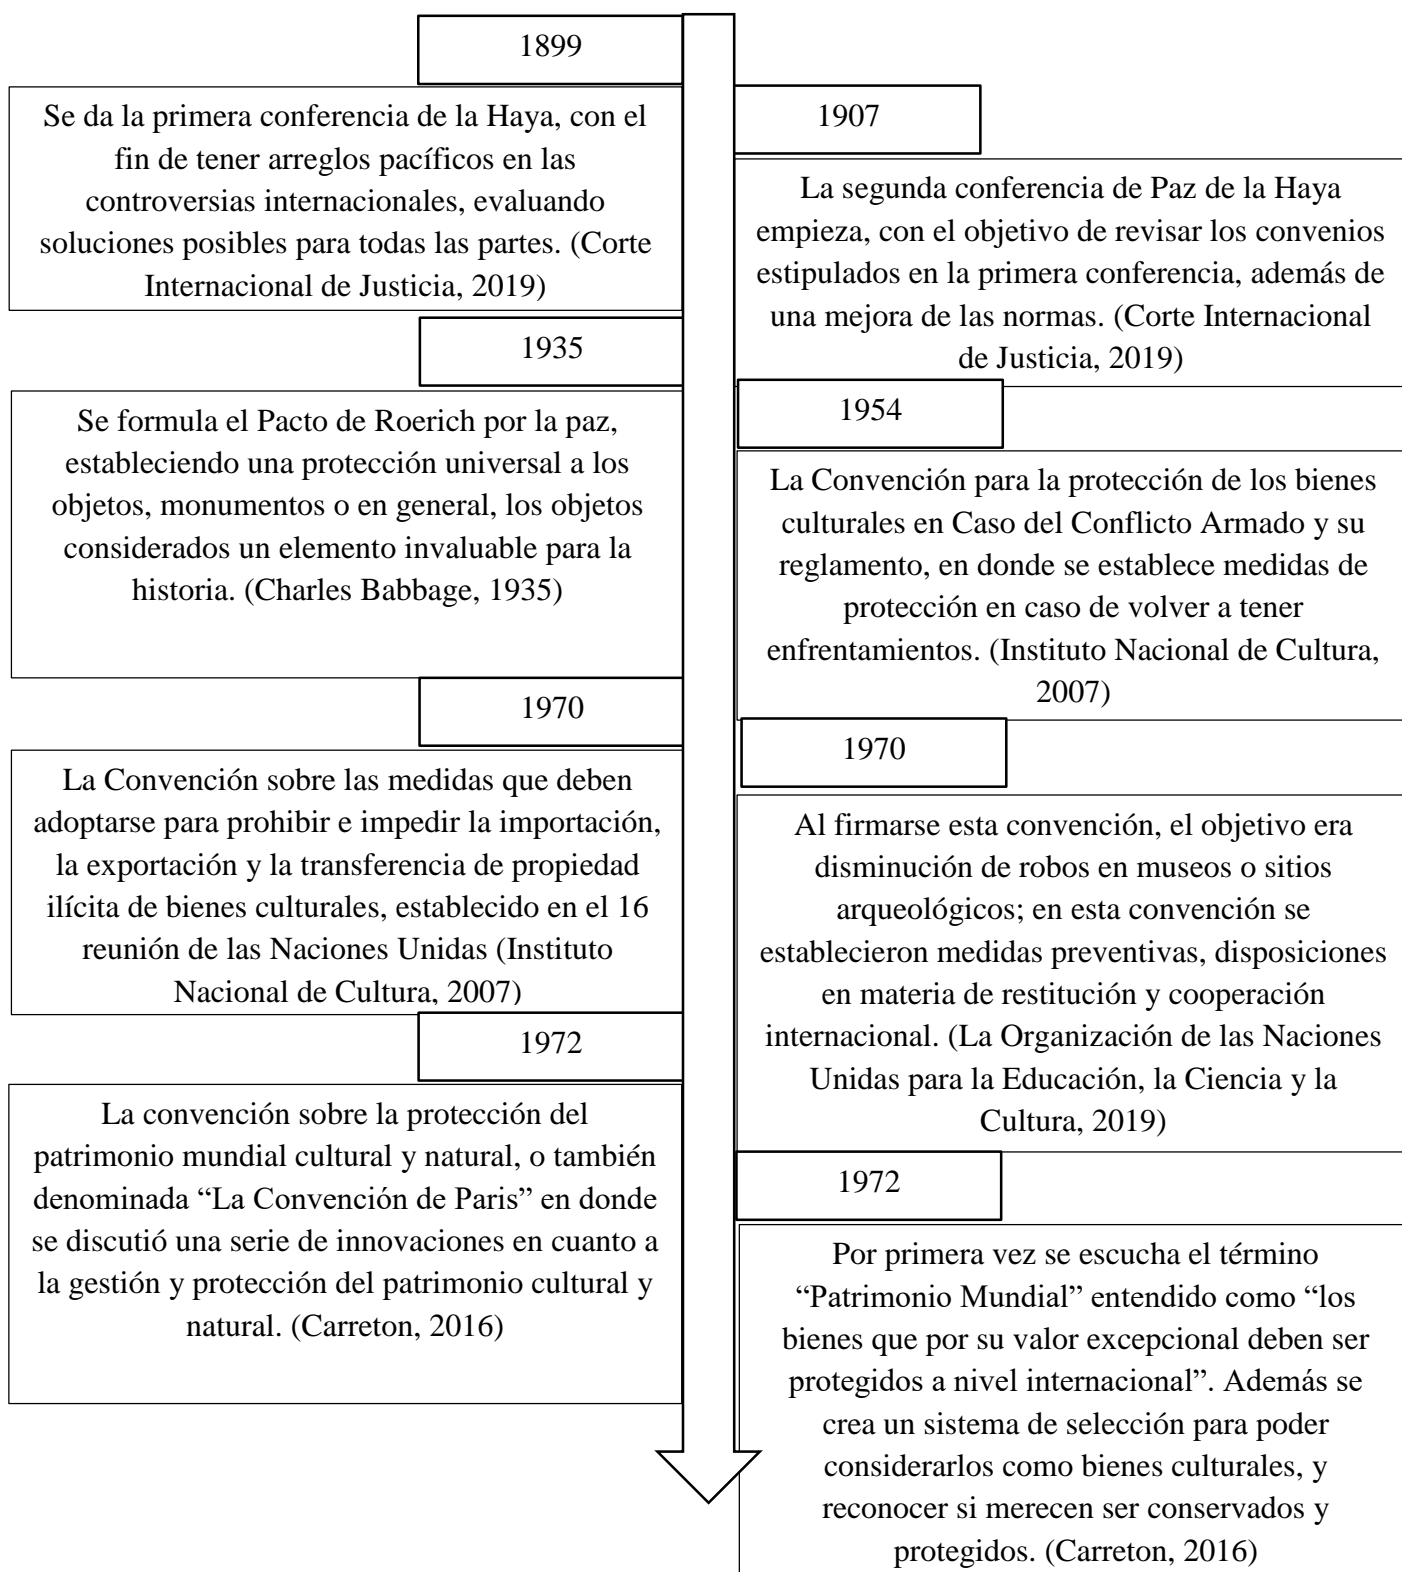 1899
Se da la primera conferencia de la Haya, con el
fin de tener arreglos pacíficos en las
controversias internacionales, evaluando
soluciones posibles para todas las partes. (Corte
Internacional de Justicia, 2019)
1907
La segunda conferencia de Paz de la Haya
empieza, con el objetivo de revisar los convenios
estipulados en la primera conferencia, además de
una mejora de las normas. (Corte Internacional
de Justicia, 2019)
1935
Se formula el Pacto de Roerich por la paz,
estableciendo una protección universal a los
objetos, monumentos o en general, los objetos
considerados un elemento invaluable para la
historia. (Charles Babbage, 1935)
1954
La Convención para la protección de los bienes
culturales en Caso del Conflicto Armado y su
reglamento, en donde se establece medidas de
protección en caso de volver a tener
enfrentamientos. (Instituto Nacional de Cultura,
2007)
1970
La Convención sobre las medidas que deben
adoptarse para prohibir e impedir la importación,
la exportación y la transferencia de propiedad
ilícita de bienes culturales, establecido en el 16
reunión de las Naciones Unidas (Instituto
Nacional de Cultura, 2007)
1970
Al firmarse esta convención, el objetivo era
disminución de robos en museos o sitios
arqueológicos; en esta convención se
establecieron medidas preventivas, disposiciones
en materia de restitución y cooperación
internacional. (La Organización de las Naciones
Unidas para la Educación, la Ciencia y la
Cultura, 2019)
1972
La convención sobre la protección del
patrimonio mundial cultural y natural, o también
denominada “La Convención de Paris” en donde
se discutió una serie de innovaciones en cuanto a
la gestión y protección del patrimonio cultural y
natural. (Carreton, 2016)
1972
Por primera vez se escucha el término
“Patrimonio Mundial” entendido como “los
bienes que por su valor excepcional deben ser
protegidos a nivel internacional”. Además se
crea un sistema de selección para poder
considerarlos como bienes culturales, y
reconocer si merecen ser conservados y
protegidos. (Carreton, 2016)